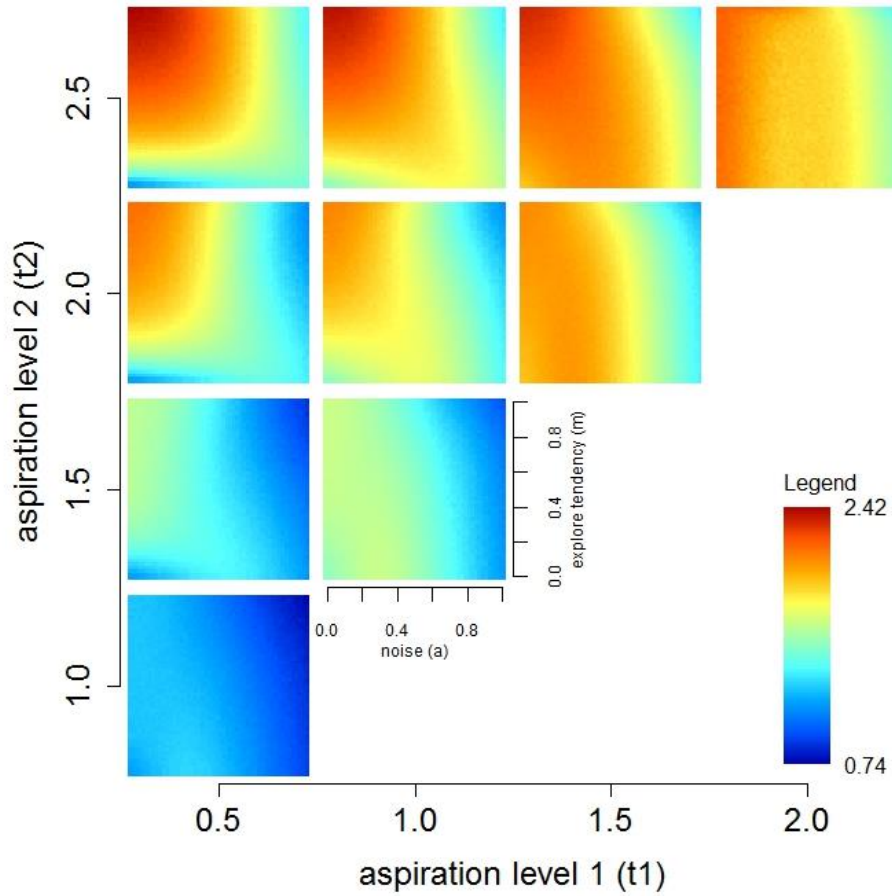 2.5
2.0
1.5
1.0
aspiration level 2 (t2)
0.8
0.4
0.0
explore tendency (m)
0.0 0.4 0.8
noise (a)
Legend
2.42
0.74
0.5 1.0 1.5 2.0
aspiration level 1 (t1)